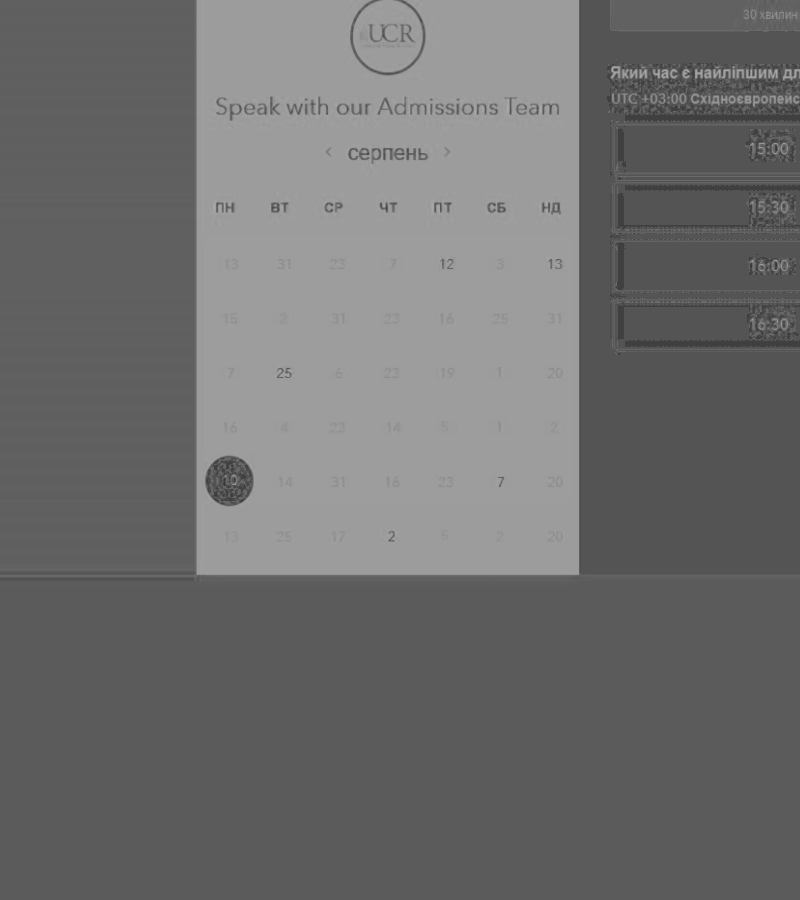 UCR
Speak with our Admissions Team
‹ серпень ›
ПН ВТ СР ЧТ ПТ СБ НД
13 31 23 7 12 3 13
15 2 31 23 16 25 31
7 25 6 23 19 1 20
16 4 23 14 5 1 2
10 14 31 16 23 7 20
13 25 17 2 5 2 20
30 хвилин
Який час є найліпшим дл
UTC +03:00 Східноєвропейс
15:00
15:30
16:00
16:30